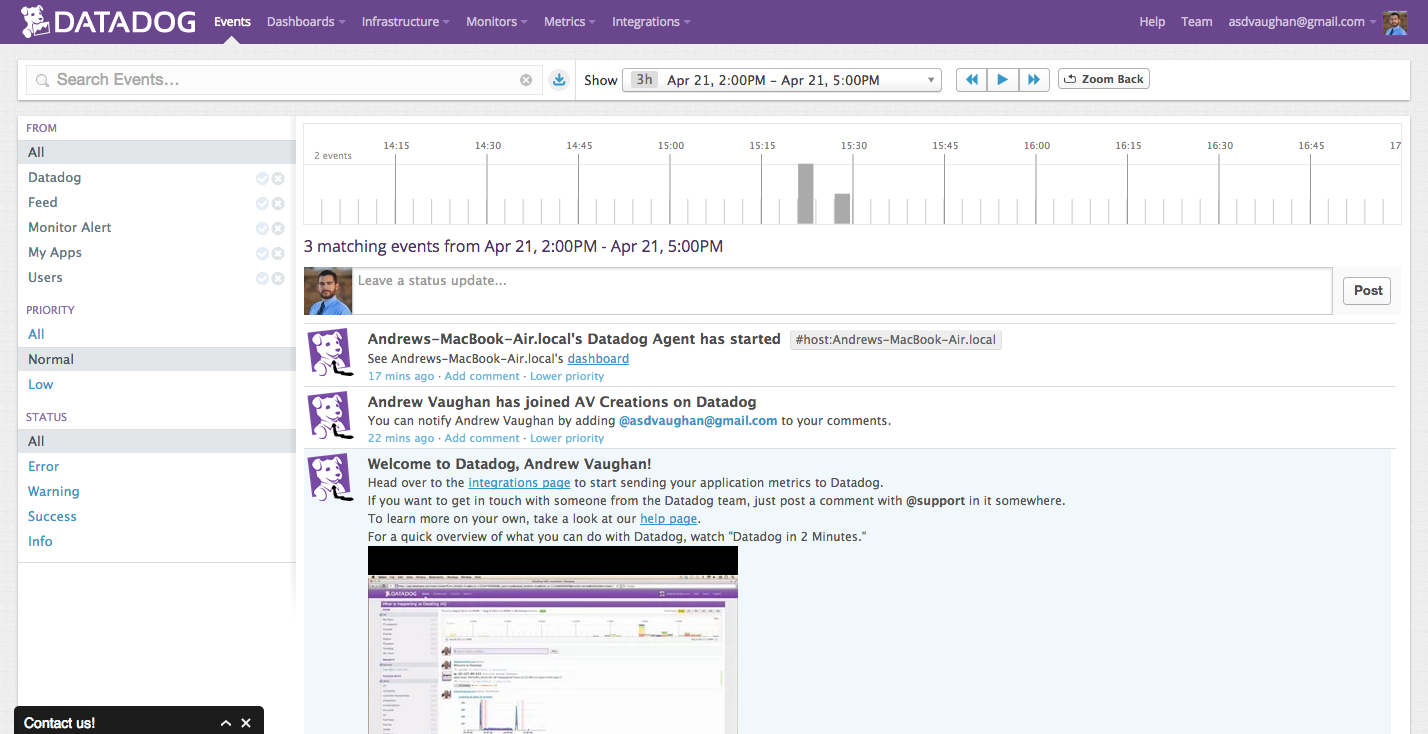 DATADOG Events Dashboards Infrastructure Monitors Metrics Integrations Help Team asdvaughan@gmail.com
Search Events... Show 3h Apr 21, 2:00PM – Apr 21, 5:00PM Zoom Back
FROM
All
Datadog
Feed
Monitor Alert
My Apps
Users
PRIORITY
All
Normal
Low
STATUS
All
Error
Warning
Success
Info
14:15 14:30 14:45 15:00 15:15 15:30 15:45 16:00 16:15 16:30 16:45 17
2 events
3 matching events from Apr 21, 2:00PM - Apr 21, 5:00PM
Leave a status update...
Post
Andrews-MacBook-Air.local's Datadog Agent has started #host:Andrews-MacBook-Air.local
See Andrews-MacBook-Air.local's dashboard
17 mins ago · Add comment · Lower priority
Andrew Vaughan has joined AV Creations on Datadog
You can notify Andrew Vaughan by adding @asdvaughan@gmail.com to your comments.
22 mins ago · Add comment · Lower priority
Welcome to Datadog, Andrew Vaughan!
Head over to the integrations page to start sending your application metrics to Datadog.
If you want to get in touch with someone from the Datadog team, just post a comment with @support in it somewhere.
To learn more on your own, take a look at our help page.
For a quick overview of what you can do with Datadog, watch "Datadog in 2 Minutes."
DATADOG
Contact us!